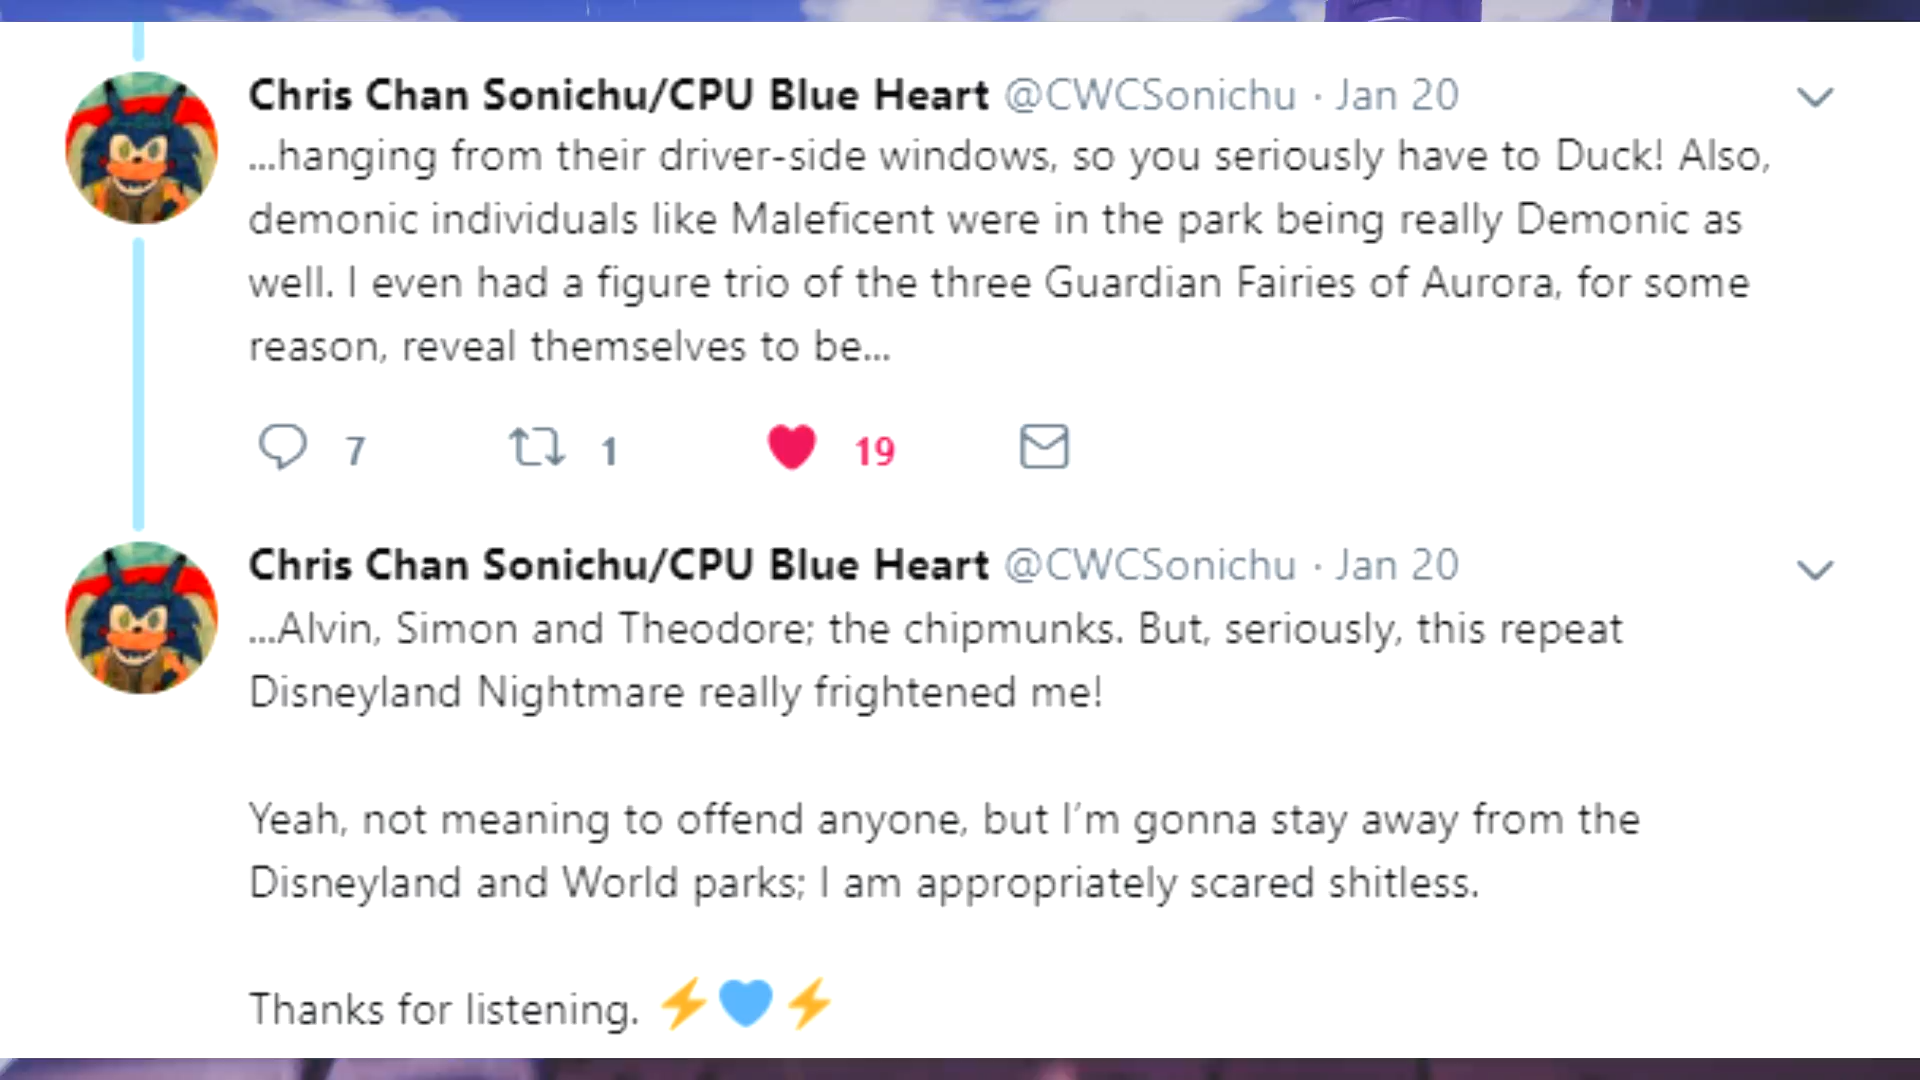 Chris Chan Sonichu/CPU Blue Heart @CWCSonichu · Jan 20
...hanging from their driver-side windows, so you seriously have to Duck! Also,
demonic individuals like Maleficent were in the park being really Demonic as
well. I even had a figure trio of the three Guardian Fairies of Aurora, for some
reason, reveal themselves to be...
7 1 19
Chris Chan Sonichu/CPU Blue Heart @CWCSonichu · Jan 20
...Alvin, Simon and Theodore; the chipmunks. But, seriously, this repeat
Disneyland Nightmare really frightened me!
Yeah, not meaning to offend anyone, but I'm gonna stay away from the
Disneyland and World parks; I am appropriately scared shitless.
Thanks for listening. ⚡💙⚡